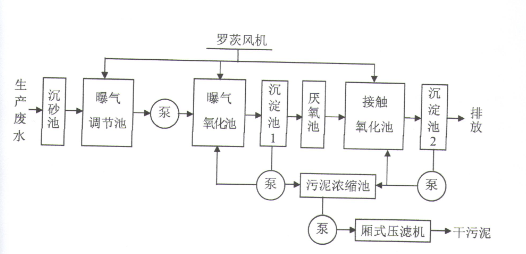 罗茨风机
生产废水
沉砂池
曝气
调节池
泵
曝气
氧化池
沉淀池1
厌氧池
接触
氧化池
沉淀池2
排放
泵
污泥浓缩池
泵
泵
厢式压滤机
干污泥